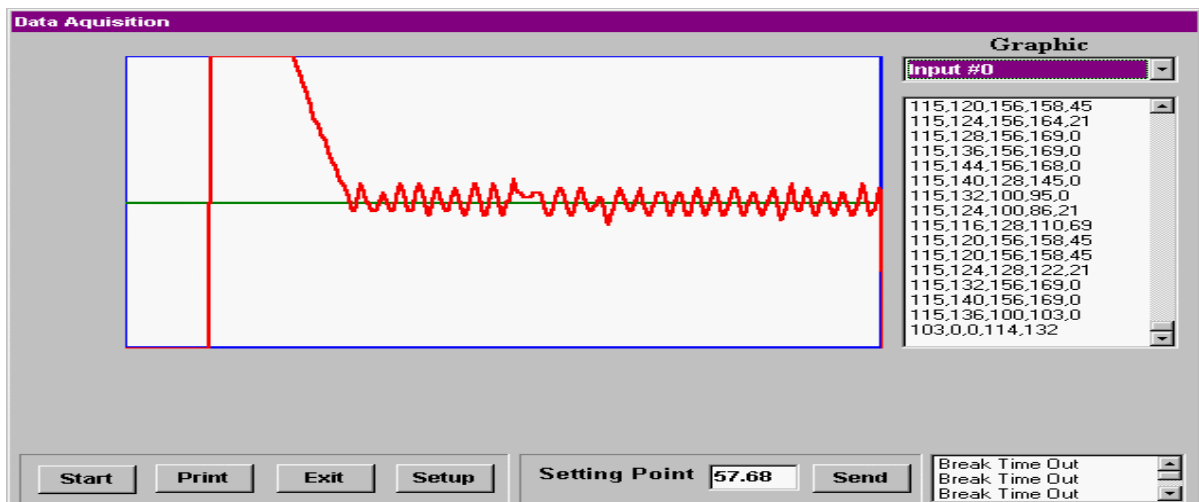 Data Aquisition
Graphic
Input #0
115,120,156,158,45
115,124,156,164,21
115,128,156,169,0
115,136,156,169,0
115,144,156,168,0
115,140,128,145,0
115,132,100,95,0
115,124,100,86,21
115,116,128,110,69
115,120,156,158,45
115,120,156,158,45
115,124,128,122,21
115,132,156,169,0
115,140,156,169,0
115,136,100,103,0
103,0,0,114,132
Start
Print
Exit
Setup
Setting Point
57.68
Send
Break Time Out
Break Time Out
Break Time Out